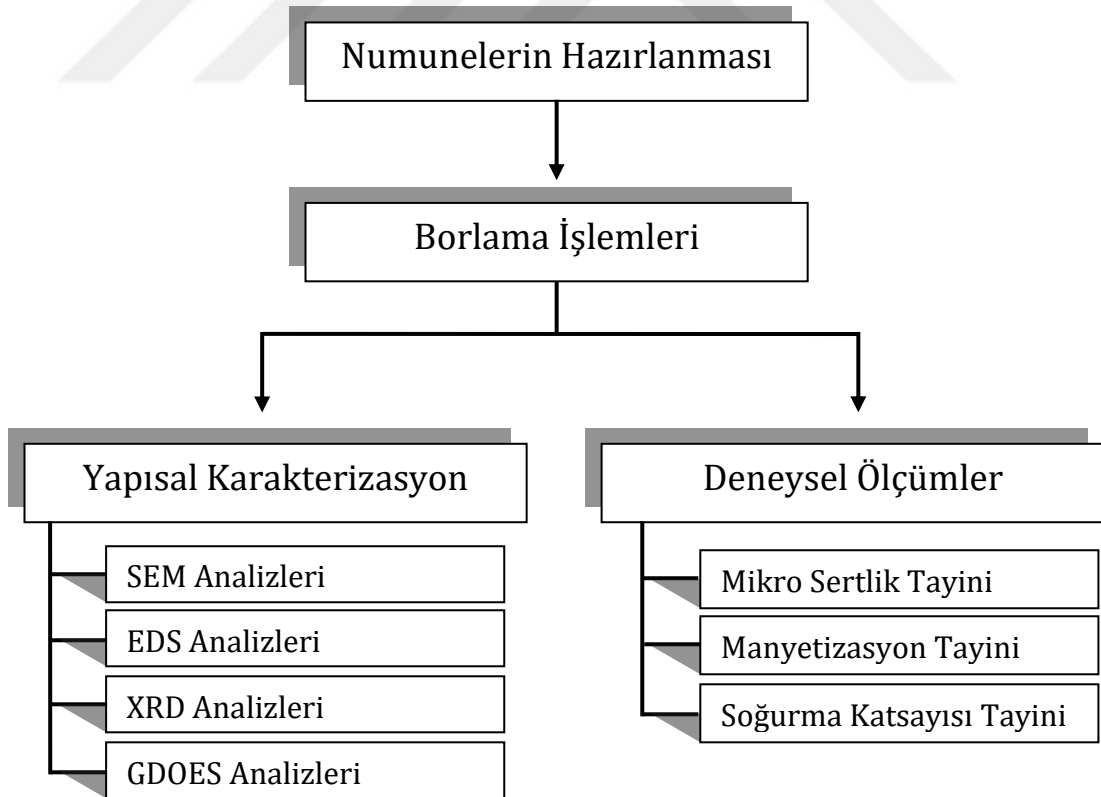 Numunelerin Hazırlanması
Borlama İşlemleri
Yapısal Karakterizasyon
SEM Analizleri
EDS Analizleri
XRD Analizleri
GDOES Analizleri
Deneysel Ölçümler
Mikro Sertlik Tayini
Manyetizasyon Tayini
Soğurma Katsayısı Tayini